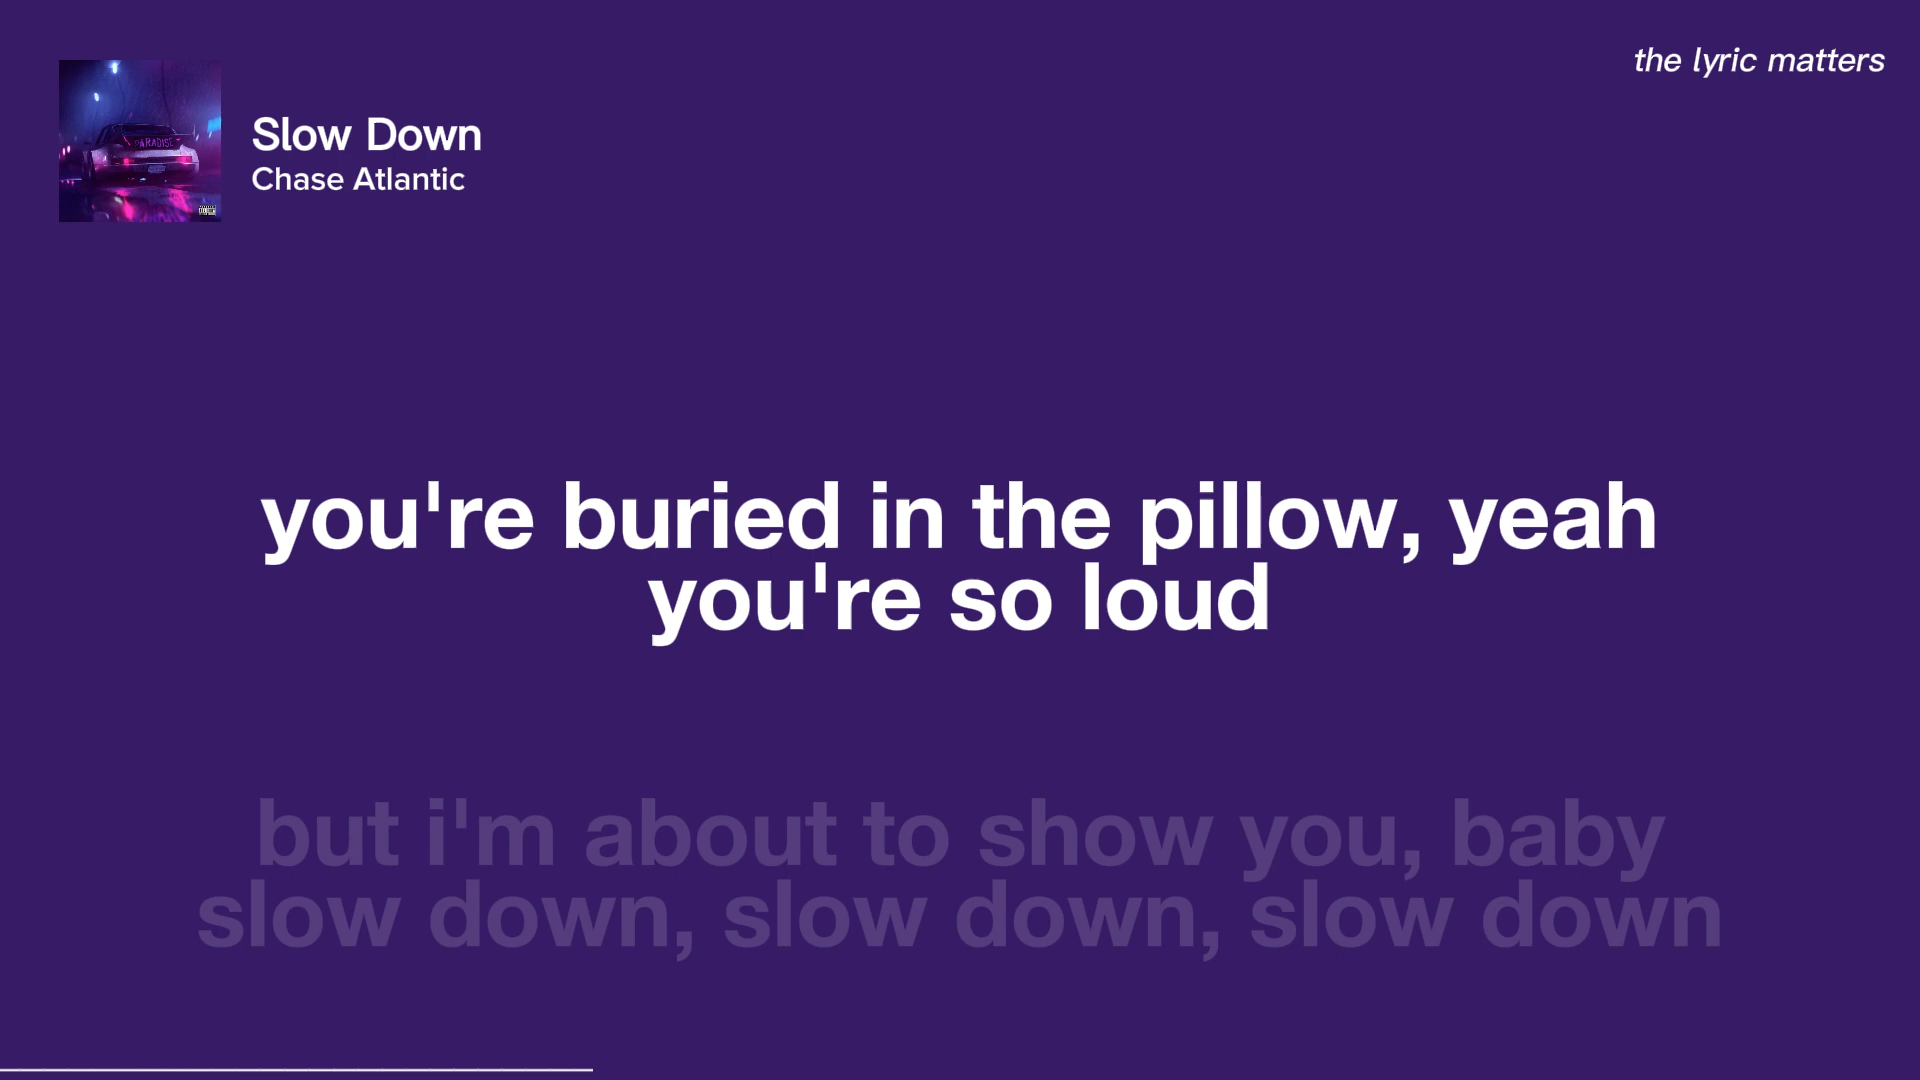 the lyric matters
PARADISE
Slow Down
Chase Atlantic
you're buried in the pillow, yeah
you're so loud
but i'm about to show you, baby
slow down, slow down, slow down